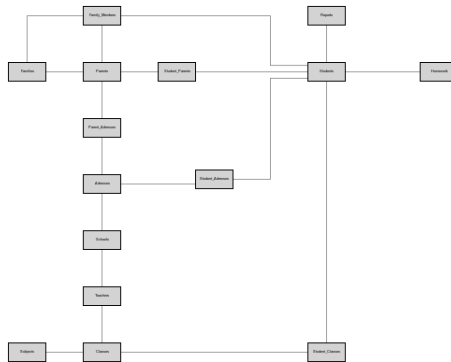 Family_Members
Reports
Families
Parents
Student_Parents
Students
Homework
Parent_Addresses
Addresses
Student_Addresses
Schools
Teachers
Subjects
Classes
Student_Classes